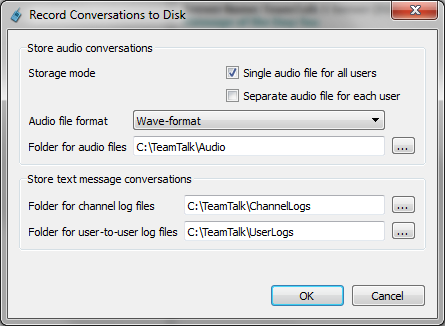 Record Conversations to Disk
Store audio conversations
Storage mode
Single audio file for all users
Separate audio file for each user
Audio file format
Wave-format
Folder for audio files
C:\TeamTalk\Audio
...
Store text message conversations
Folder for channel log files
C:\TeamTalk\ChannelLogs
...
Folder for user-to-user log files
C:\TeamTalk\UserLogs
...
OK
Cancel